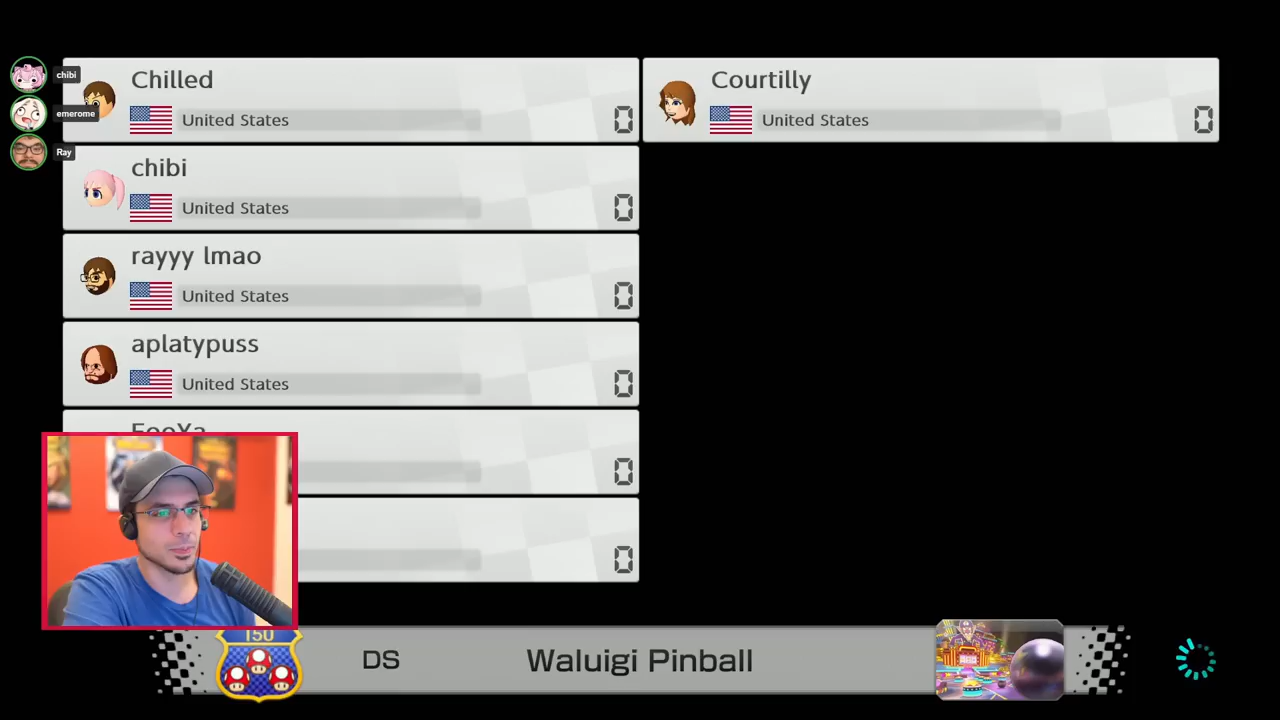 chibi
emerome
Ray
Chilled
United States
0
chibi
United States
0
rayyy lmao
United States
0
aplatypuss
United States
0
0
0
Courtilly
United States
0
150
DS
Waluigi Pinball